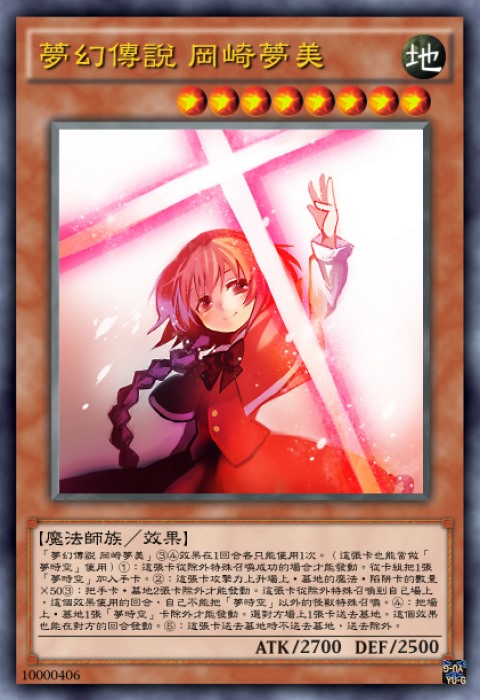 夢幻傳說 岡崎夢美
地
[魔法師族／效果]
「夢幻傳說 岡崎夢美」③④效果在1回合各只能使用1次。(這張卡也能當做「
夢時空」使用)①：這張卡從除外特殊召喚成功的場合才能發動。從卡組把1張
「夢時空」加入手卡。②：這張卡攻擊力上升場上‧墓地的魔法‧陷阱卡的數量
×50③：把手卡‧墓地2張卡除外才能發動。這張卡從除外特殊召喚到自己場上
，這個效果使用的回合，自己不能把「夢時空」以外的怪獸特殊召喚。④：把場上
‧墓地1張「夢時空」卡除外才能發動。選對方場上1張卡送去墓地。這個效果
也能在對方的回合發動。⑤：這張卡送去墓地時不送去墓地，送去除外。
ATK/2700 DEF/2500
10000406